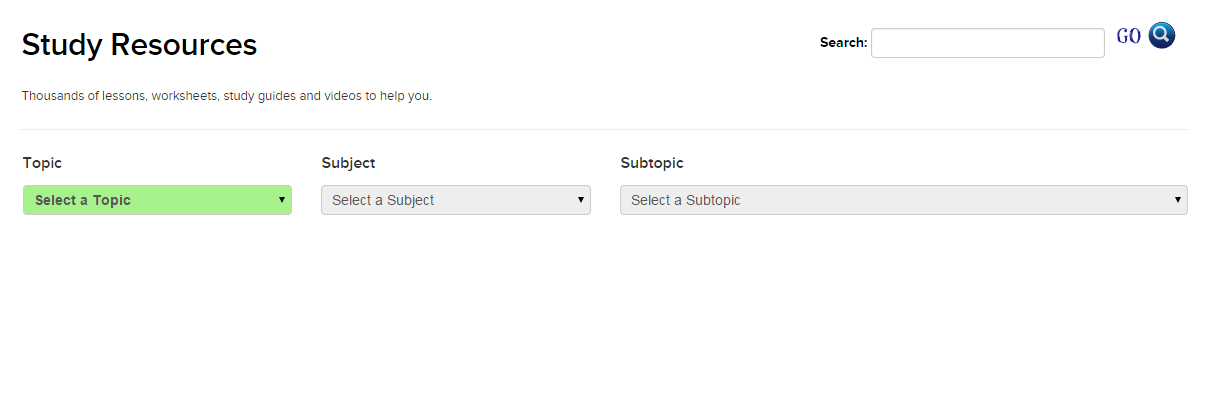 Study Resources
Search: GO
Thousands of lessons, worksheets, study guides and videos to help you.
Topic Subject Subtopic
Select a Topic Select a Subject Select a Subtopic